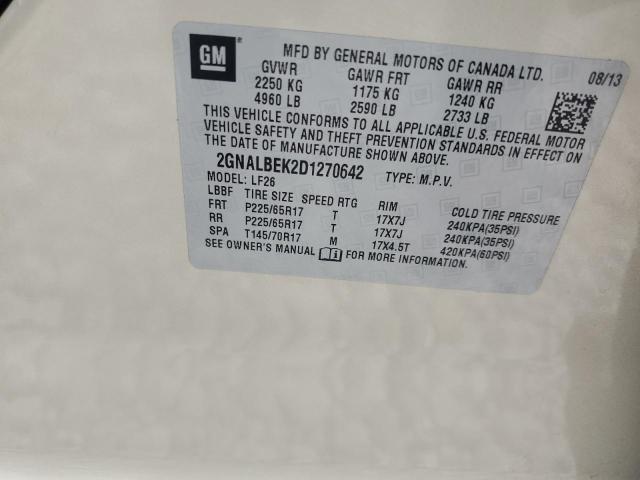 GM
MFD BY GENERAL MOTORS OF CANADA LTD. 08/13
GVWR GAWR FRT GAWR RR
2250 KG 1175 KG 1240 KG
4960 LB 2590 LB 2733 LB
THIS VEHICLE CONFORMS TO ALL APPLICABLE U.S. FEDERAL MOTOR
VEHICLE SAFETY AND THEFT PREVENTION STANDARDS IN EFFECT ON
THE DATE OF MANUFACTURE SHOWN ABOVE.
2GNALBEK2D1270642 TYPE: M.P.V.
MODEL: LF26
LBBF TIRE SIZE SPEED RTG RIM COLD TIRE PRESSURE
FRT P225/65R17 T 17X7J 240KPA(35PSI)
RR P225/65R17 T 17X7J 240KPA(35PSI)
SPA T145/70R17 M 17X4.5T 420KPA(60PSI)
SEE OWNER'S MANUAL FOR MORE INFORMATION.